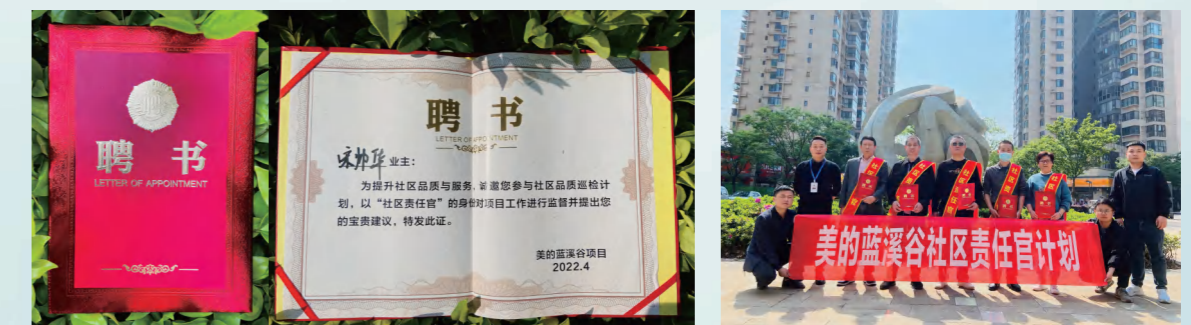 聘 书
LETTER OF APPOINTMENT
聘 书
LETTER OF APPOINTMENT
业主：
为提升社区品质与服务，诚邀您参与社区品质巡检计
划，以“社区责任官”的身份对项目工作进行监督并提出您
的宝贵建议，特发此证。
美的蓝溪谷项目
2022.4
美的蓝溪谷社区责任官计划